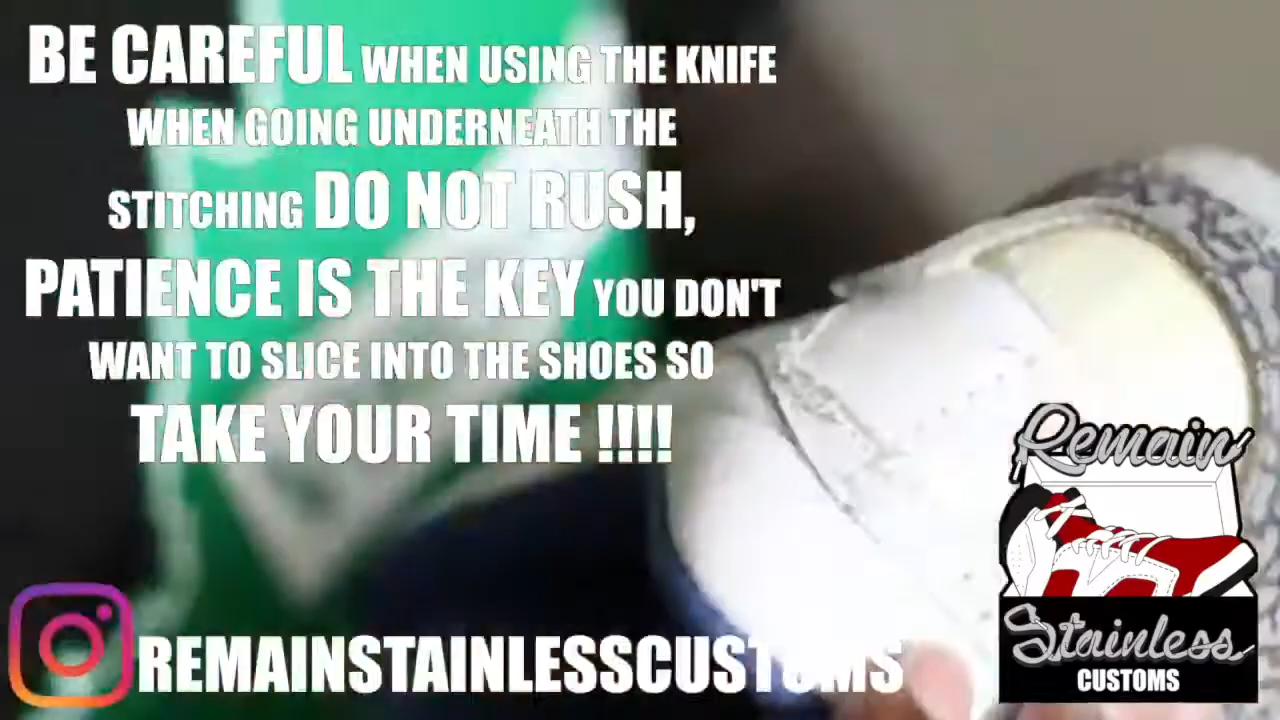 BE CAREFUL WHEN USING THE KNIFE
WHEN GOING UNDERNEATH THE
STITCHING DO NOT RUSH,
PATIENCE IS THE KEY YOU DON'T
WANT TO SLICE INTO THE SHOES SO
TAKE YOUR TIME !!!!
Remain
Stainless
CUSTOMS
REMAINSTAINLESSCUSTOMS